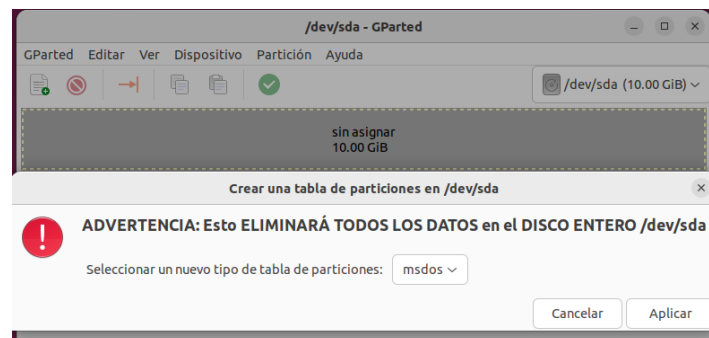 /dev/sda - GParted
GParted Editar Ver Dispositivo Partición Ayuda
/dev/sda (10.00 GiB)
sin asignar
10.00 GiB
Crear una tabla de particiones en /dev/sda
ADVERTENCIA: Esto ELIMINARÁ TODOS LOS DATOS en el DISCO ENTERO /dev/sda
Seleccionar un nuevo tipo de tabla de particiones: msdos
Cancelar Aplicar